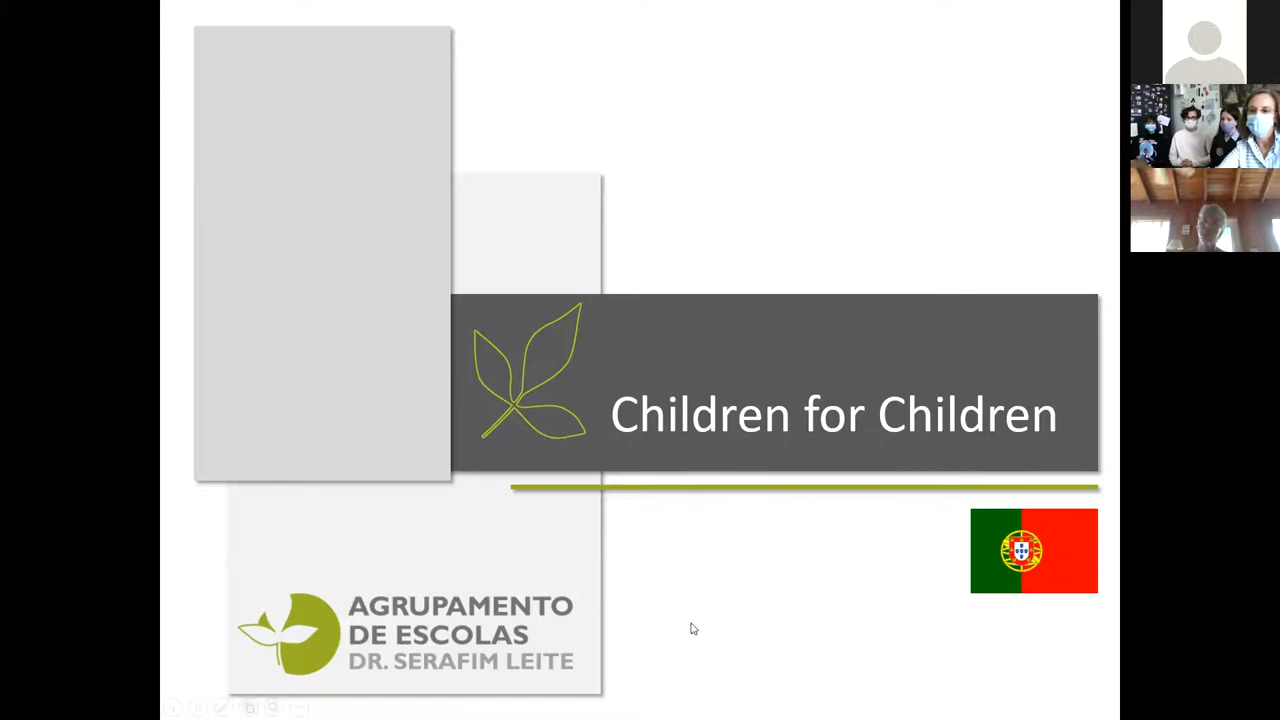 Children for Children
AGRUPAMENTO
DE ESCOLAS
DR. SERAFIM LEITE